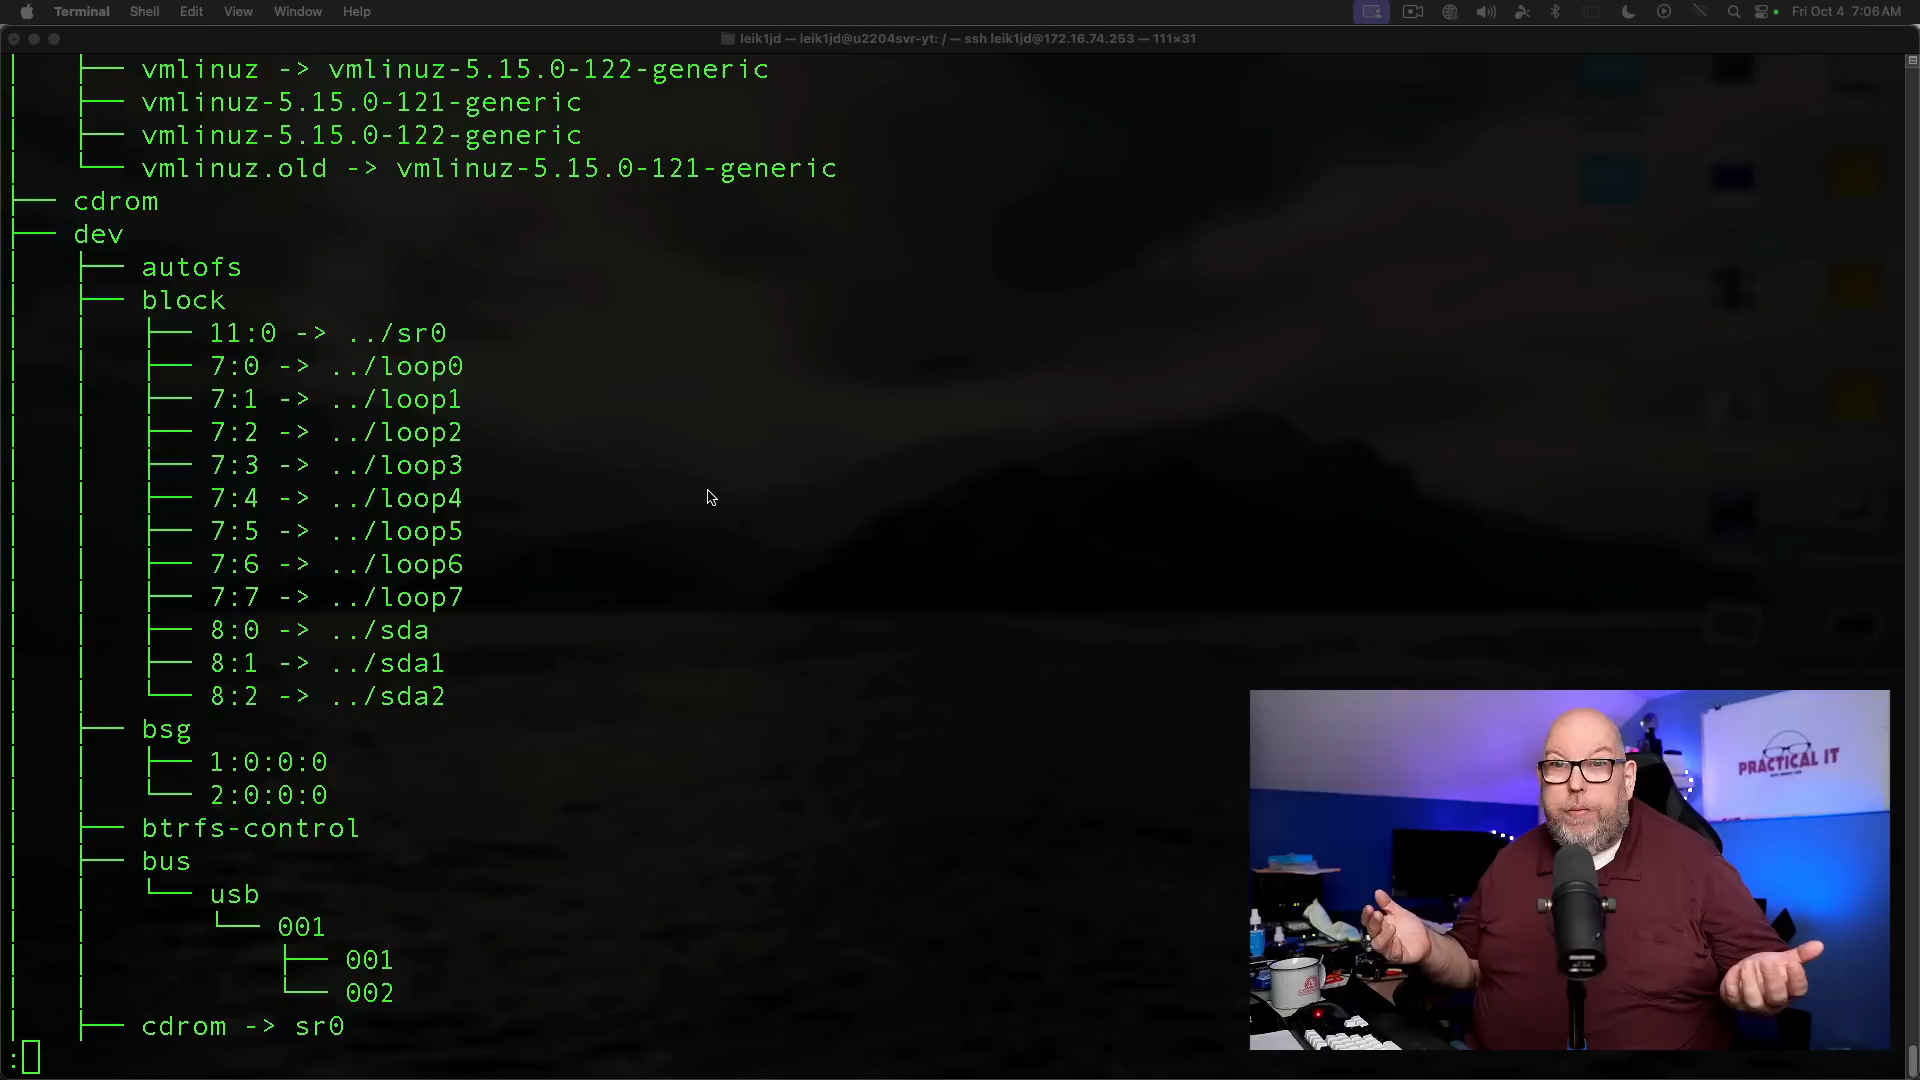 Terminal Shell Edit View Window Help Fri Oct 4 7:06 AM
leik1jd — leik1jd@u2204svr-yt: / — ssh leik1jd@172.16.74.253 — 111×31
│   ├── vmlinuz -> vmlinuz-5.15.0-122-generic
│   ├── vmlinuz-5.15.0-121-generic
│   ├── vmlinuz-5.15.0-122-generic
│   └── vmlinuz.old -> vmlinuz-5.15.0-121-generic
├── cdrom
├── dev
│   ├── autofs
│   ├── block
│   │   ├── 11:0 -> ../sr0
│   │   ├── 7:0 -> ../loop0
│   │   ├── 7:1 -> ../loop1
│   │   ├── 7:2 -> ../loop2
│   │   ├── 7:3 -> ../loop3
│   │   ├── 7:4 -> ../loop4
│   │   ├── 7:5 -> ../loop5
│   │   ├── 7:6 -> ../loop6
│   │   ├── 7:7 -> ../loop7
│   │   ├── 8:0 -> ../sda
│   │   ├── 8:1 -> ../sda1
│   │   └── 8:2 -> ../sda2
│   ├── bsg
│   │   ├── 1:0:0:0
│   │   └── 2:0:0:0
│   ├── btrfs-control
│   ├── bus
│   │   └── usb
│   │       └── 001
│   │           ├── 001
│   │           └── 002
│   ├── cdrom -> sr0
:
PRACTICAL IT